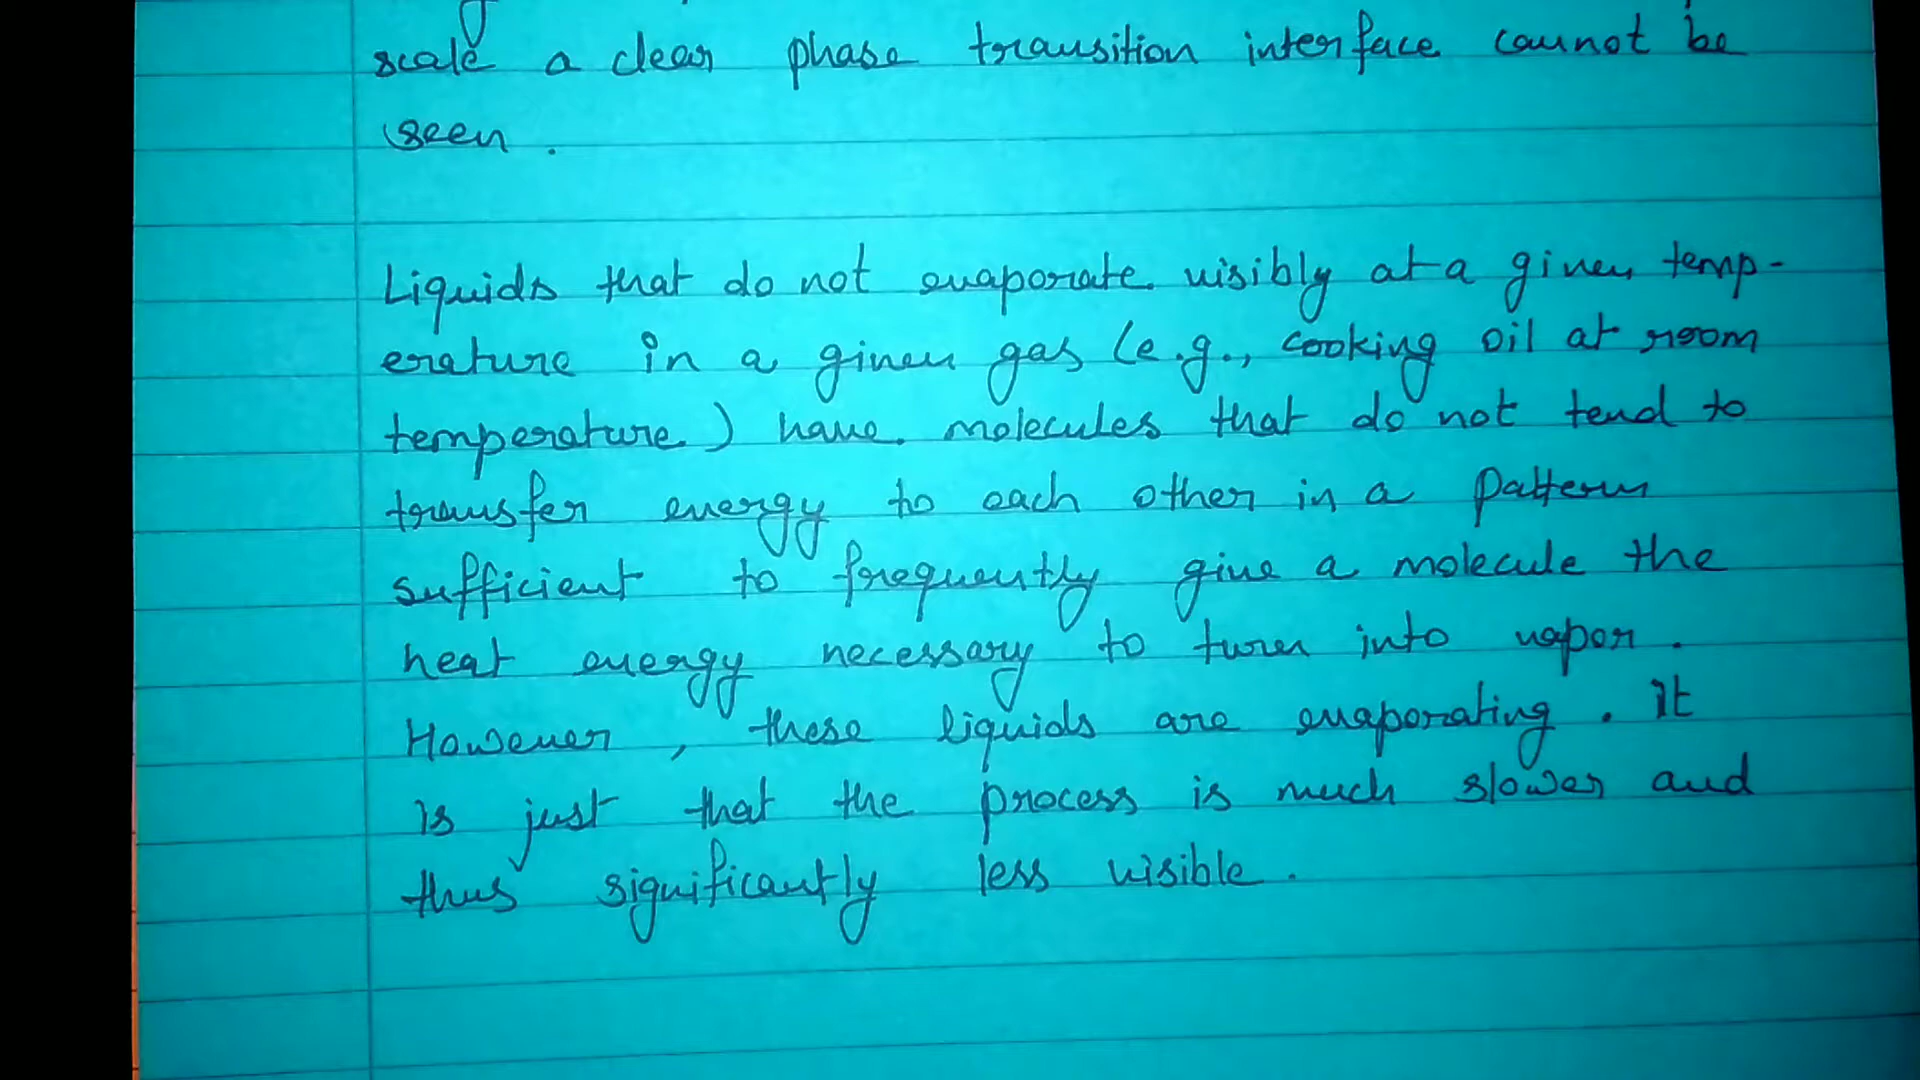 scale a clear phase transition interface cannot be
seen.
Liquids that do not evaporate visibly at a given temp-
erature in a given gas (e.g., cooking oil at room
temperature) have molecules that do not tend to
transfer energy to each other in a pattern
sufficient to frequently give a molecule the
heat energy necessary to turn into vapor.
However, these liquids are evaporating. It
is just that the process is much slower and
thus significantly less visible.